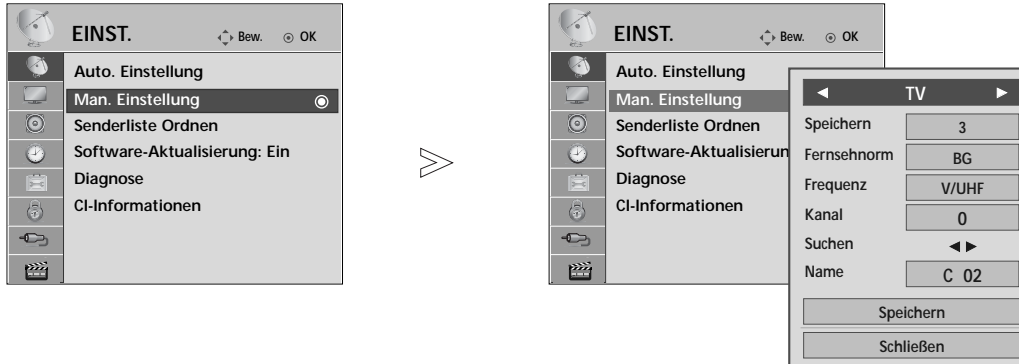 EINST. Bew. OK
Auto. Einstellung
Man. Einstellung
Senderliste Ordnen
Software-Aktualisierung: Ein
Diagnose
CI-Informationen
EINST. Bew. OK
Auto. Einstellung
Man. Einstellung
Senderliste Ordnen
Software-Aktualisierun
Diagnose
CI-Informationen
◄ TV ►
Speichern 3
Fernsehnorm BG
Frequenz V/UHF
Kanal 0
Suchen ◄►
Name C 02
Speichern
Schließen